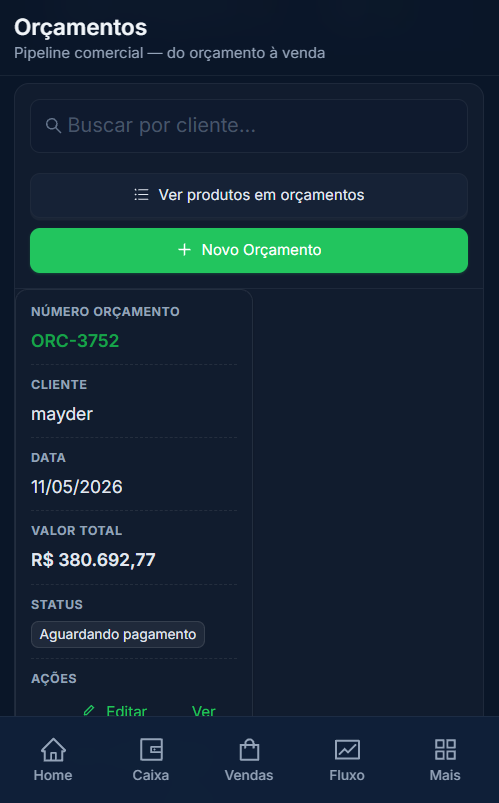 Orçamentos
Pipeline comercial — do orçamento à venda
Buscar por cliente...
Ver produtos em orçamentos
Novo Orçamento
NÚMERO ORÇAMENTO
ORC-3752
CLIENTE
mayder
DATA
11/05/2026
VALOR TOTAL
R$ 380.692,77
STATUS
Aguardando pagamento
AÇÕES
Editar Ver
Home Caixa Vendas Fluxo Mais